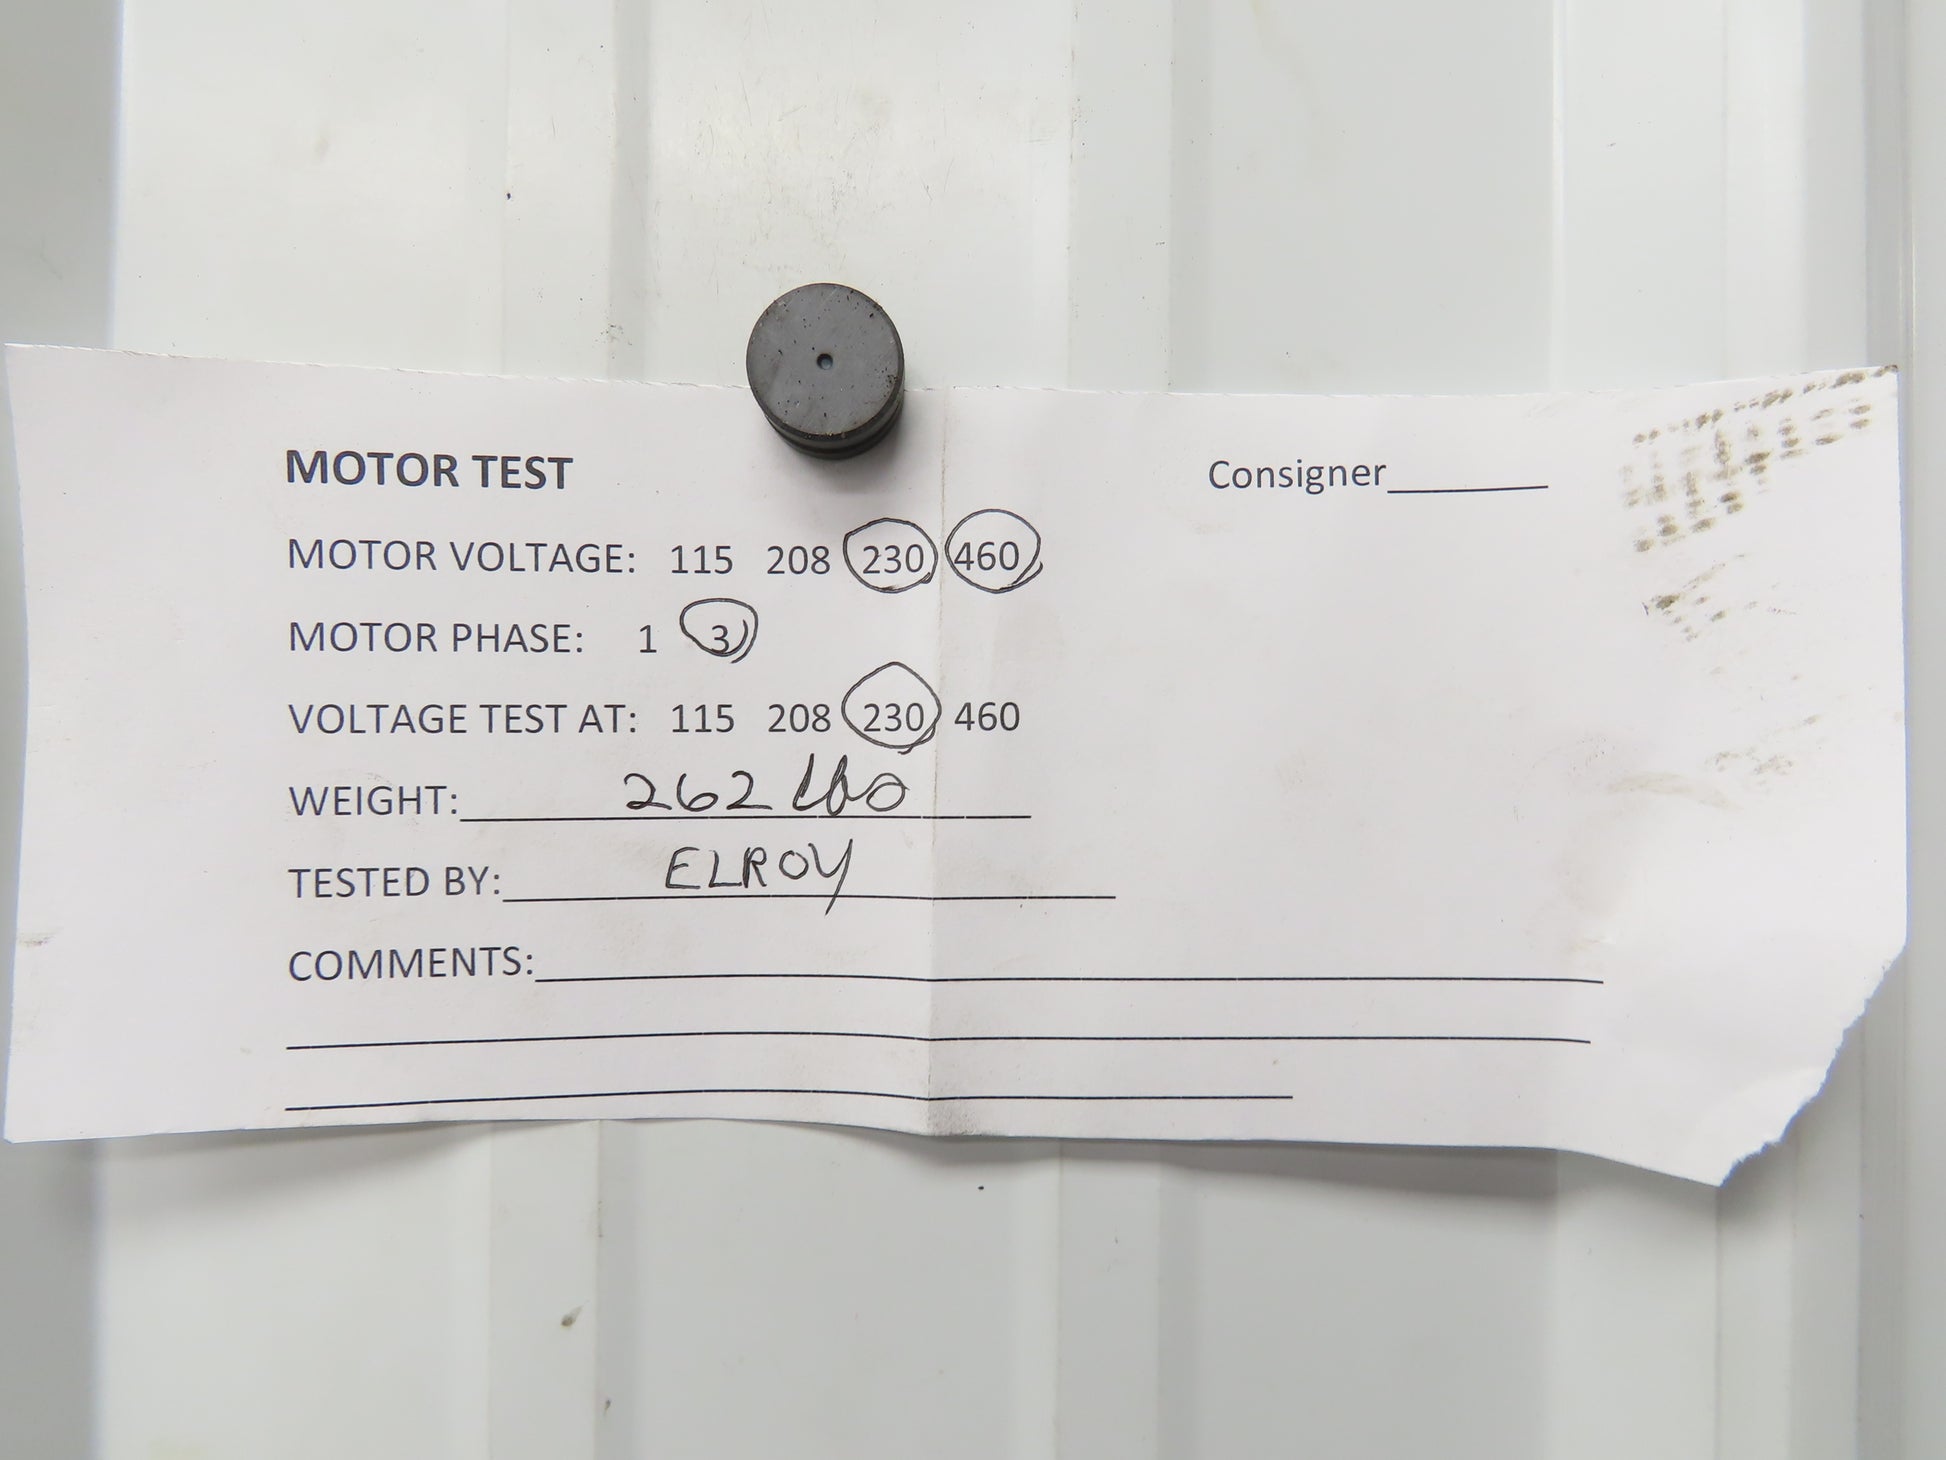 MOTOR TEST Consigner_______
MOTOR VOLTAGE: 115 208 230 460
MOTOR PHASE: 1 3
VOLTAGE TEST AT: 115 208 230 460
WEIGHT: 262 lbs
TESTED BY: ELROY
COMMENTS: